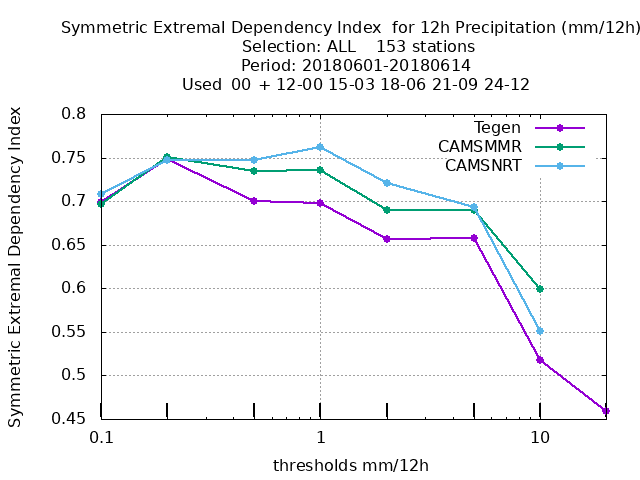 Symmetric Extremal Dependency Index  for 12h Precipitation (mm/12h)
Selection: ALL    153 stations
Period: 20180601-20180614
Used  00 + 12-00 15-03 18-06 21-09 24-12
Symmetric Extremal Dependency Index
0.8
0.75
0.7
0.65
0.6
0.55
0.5
0.45
Tegen
CAMSMMR
CAMSNRT
0.1
1
10
thresholds mm/12h